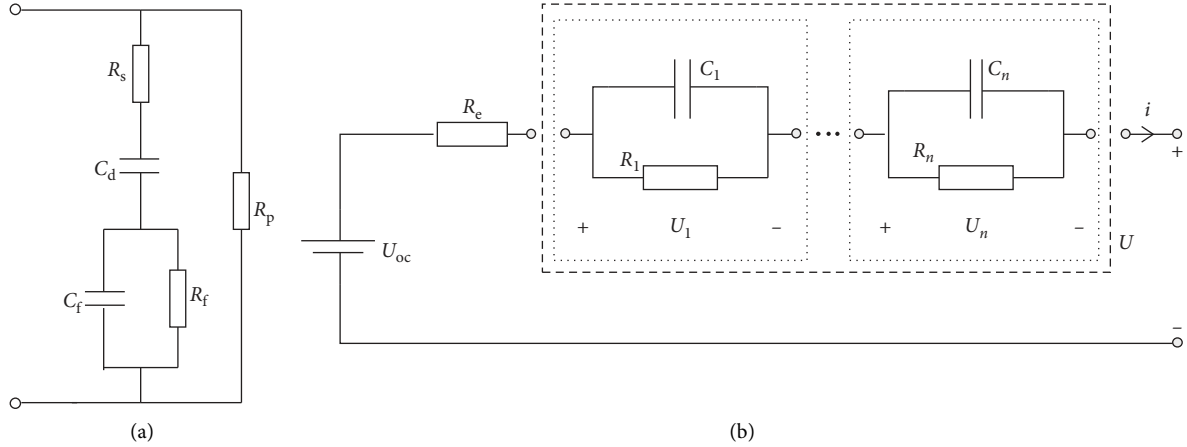 R_s
C_d
R_p
C_f
R_f
(a)
U_oc
R_e
C_1
R_1
+ U_1 −
•••
C_n
R_n
+ U_n −
U
i
+
−
(b)